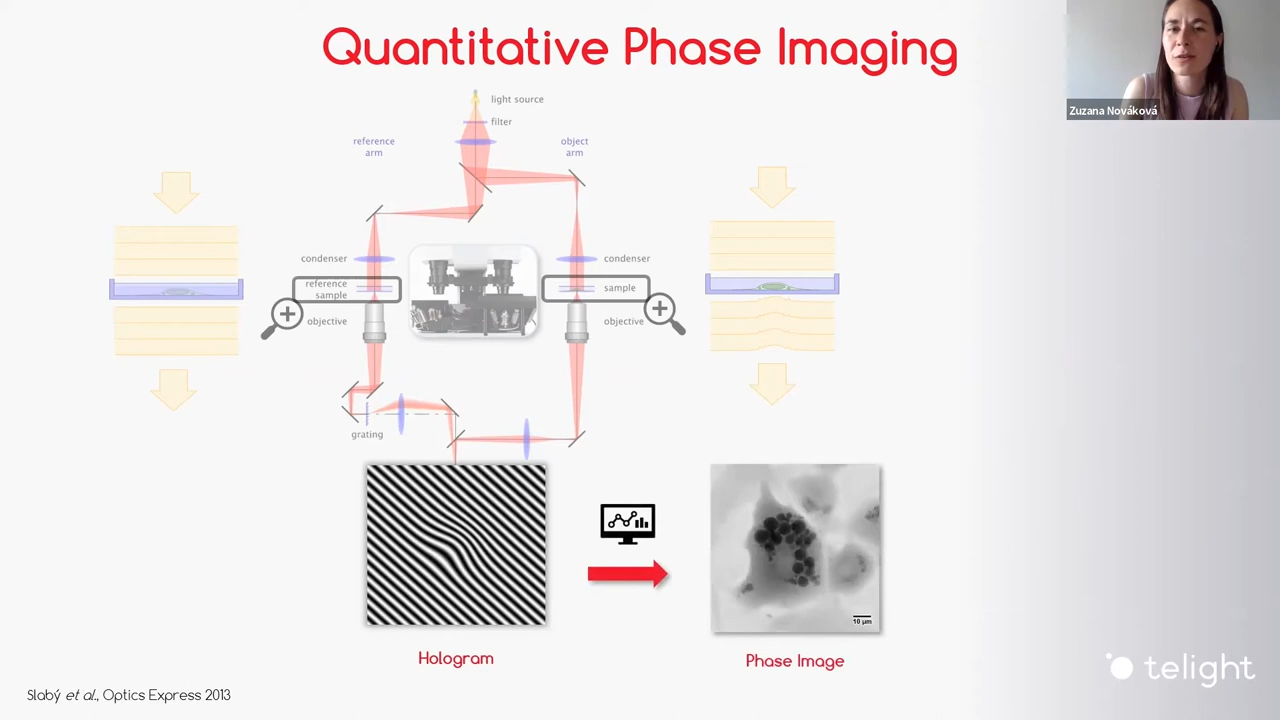 Quantitative Phase Imaging
Zuzana Nováková
light source
filter
reference
arm
object
arm
condenser
condenser
reference
sample
sample
objective
objective
grating
10 µm
Hologram
Phase Image
telight
Slabý et al., Optics Express 2013